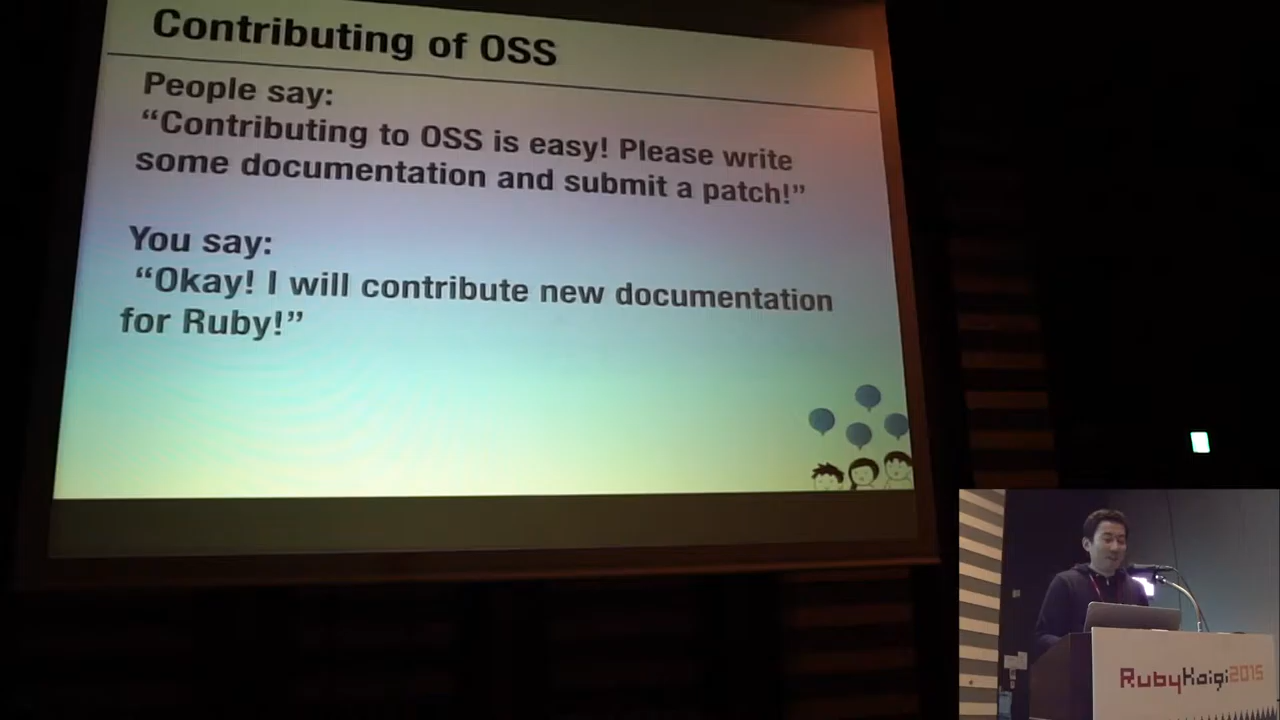 Contributing of OSS
People say:
“Contributing to OSS is easy! Please write
some documentation and submit a patch!”
You say:
“Okay! I will contribute new documentation
for Ruby!”
RubyKaigi2015